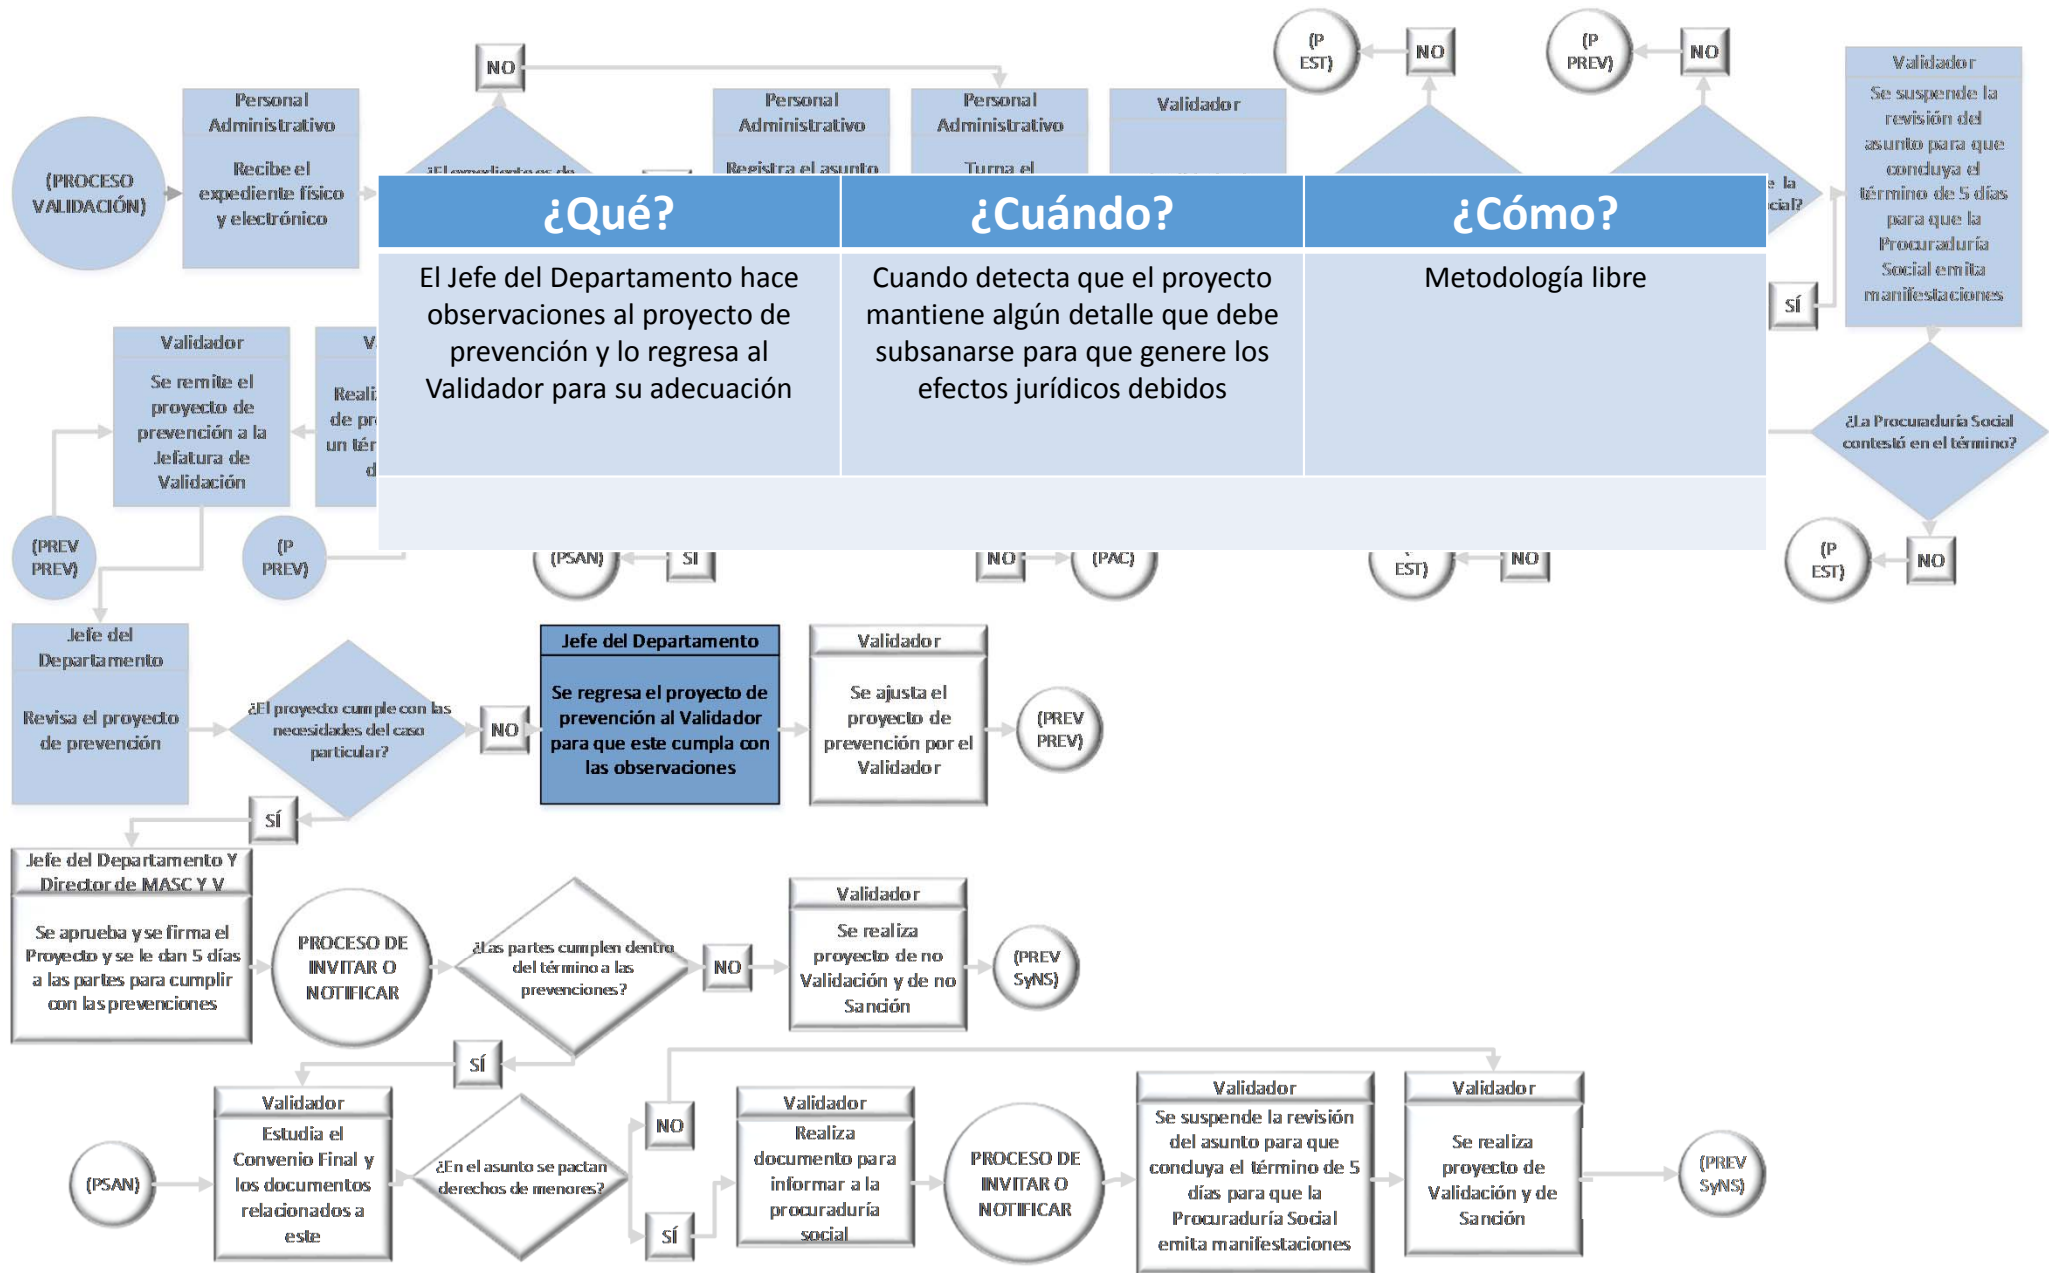 (PROCESO
VALIDACIÓN)
Personal
Administrativo
Recibe el
expediente físico
y electrónico
NO
¿El expediente es de
Personal
Administrativo
Registra el asunto
Personal
Administrativo
Turna el
Validador
(P
EST)
NO
(P
PREV)
NO
e la
cial?
SÍ
Validador
Se suspende la
revisión del
asunto para que
concluya el
término de 5 días
para que la
Procuraduría
Social emita
manifestaciones
¿Qué?
¿Cuándo?
¿Cómo?
El Jefe del Departamento hace
observaciones al proyecto de
prevención y lo regresa al
Validador para su adecuación
Cuando detecta que el proyecto
mantiene algún detalle que debe
subsanarse para que genere los
efectos jurídicos debidos
Metodología libre
Validador
Se remite el
proyecto de
prevención a la
Jefatura de
Validación
V
Realiz
de pr
un tér
d
¿La Procuraduría Social
contestó en el término?
(PREV
PREV)
(P
PREV)
(PSAN)
SÍ
NO
(PAC)
EST)
NO
(P
EST)
NO
Jefe del
Departamento
Revisa el proyecto
de prevención
¿El proyecto cumple con las
necesidades del caso
particular?
NO
Jefe del Departamento
Se regresa el proyecto de
prevención al Validador
para que este cumpla con
las observaciones
Validador
Se ajusta el
proyecto de
prevención por el
Validador
(PREV
PREV)
SÍ
Jefe del Departamento Y
Director de MASC Y V
Se aprueba y se firma el
Proyecto y se le dan 5 días
a las partes para cumplir
con las prevenciones
PROCESO DE
INVITAR O
NOTIFICAR
¿Las partes cumplen dentro
del término a las
prevenciones?
NO
Validador
Se realiza
proyecto de no
Validación y de no
Sanción
(PREV
SyNS)
SÍ
(PSAN)
Validador
Estudia el
Convenio Final y
los documentos
relacionados a
este
¿En el asunto se pactan
derechos de menores?
NO
SÍ
Validador
Realiza
documento para
informar a la
procuraduría
social
PROCESO DE
INVITAR O
NOTIFICAR
Validador
Se suspende la revisión
del asunto para que
concluya el término de 5
días para que la
Procuraduría Social
emita manifestaciones
Validador
Se realiza
proyecto de
Validación y de
Sanción
(PREV
SyNS)